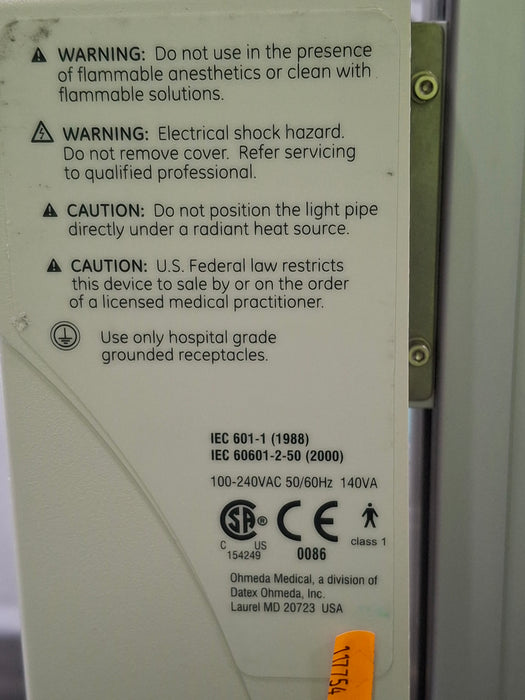 WARNING: Do not use in the presence
of flammable anesthetics or clean with
flammable solutions.
WARNING: Electrical shock hazard.
Do not remove cover. Refer servicing
to qualified professional.
CAUTION: Do not position the light pipe
directly under a radiant heat source.
CAUTION: U.S. Federal law restricts
this device to sale by or on the order
of a licensed medical practitioner.
Use only hospital grade
grounded receptacles.
IEC 601-1 (1988)
IEC 60601-2-50 (2000)
100-240VAC 50/60Hz 140VA
SA ® CE
C US class 1
154249 0086
Ohmeda Medical, a division of
Datex Ohmeda, Inc.
Laurel MD 20723 USA
117754